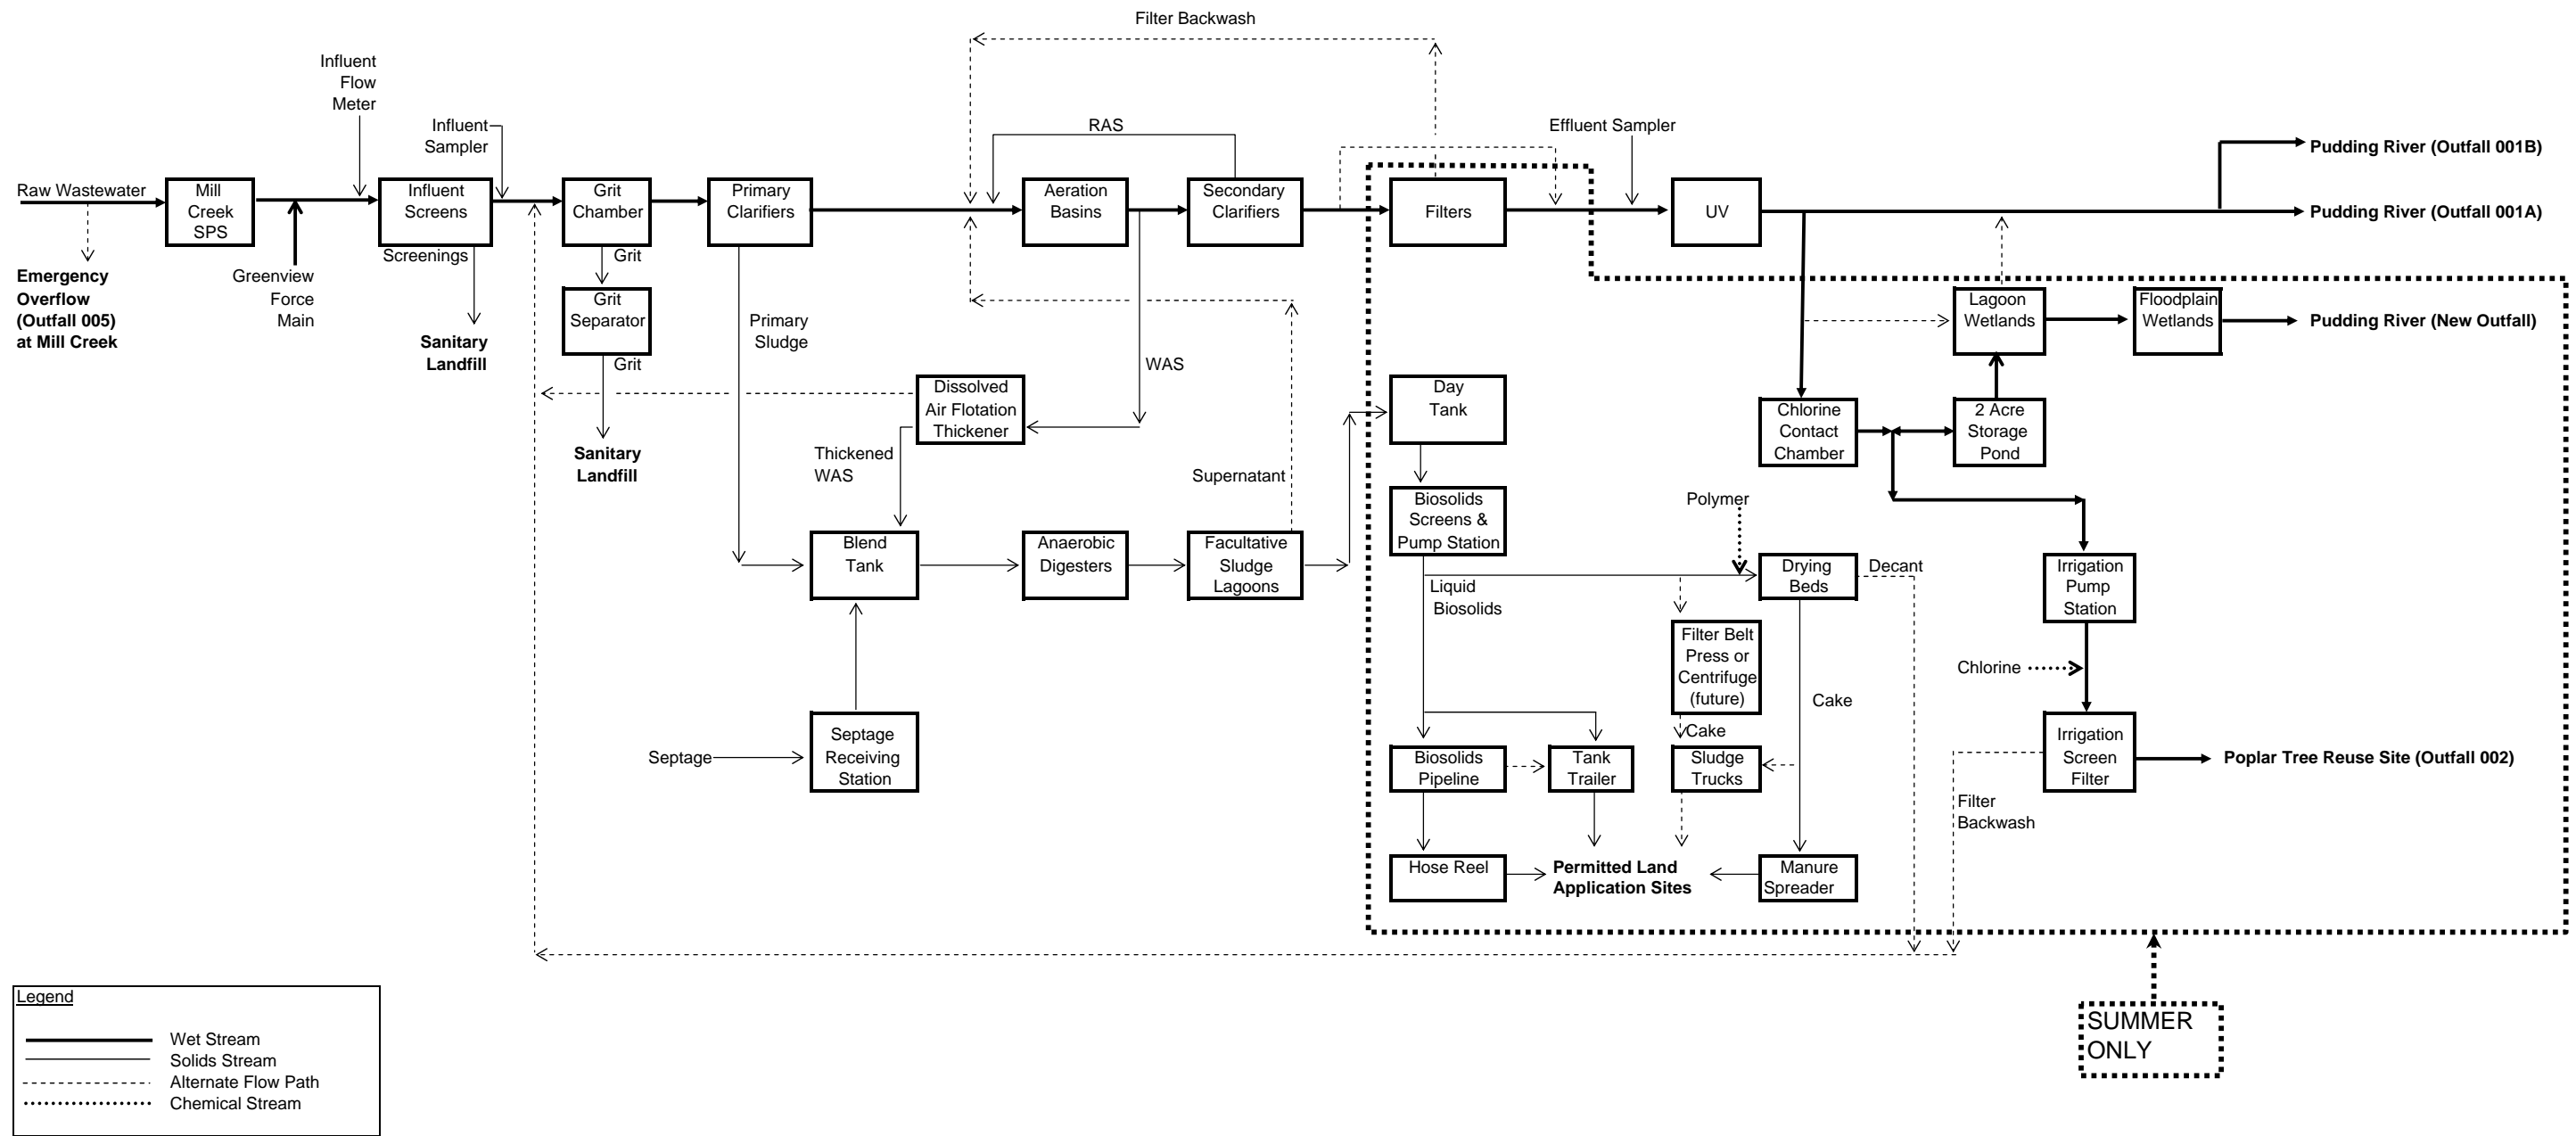 Filter Backwash
Influent
Flow
Meter
Influent
Sampler
RAS
Effluent Sampler
Pudding River (Outfall 001B)
Raw Wastewater
Mill
Creek
SPS
Influent
Screens
Grit
Chamber
Primary
Clarifiers
Aeration
Basins
Secondary
Clarifiers
Filters
UV
Pudding River (Outfall 001A)
Screenings
Grit
Emergency
Overflow
(Outfall 005)
at Mill Creek
Greenview
Force
Main
Sanitary
Landfill
Grit
Separator
Grit
Primary
Sludge
WAS
Lagoon
Wetlands
Floodplain
Wetlands
Pudding River (New Outfall)
Dissolved
Air Flotation
Thickener
Day
Tank
Chlorine
Contact
Chamber
2 Acre
Storage
Pond
Sanitary
Landfill
Thickened
WAS
Supernatant
Biosolids
Screens &
Pump Station
Polymer
Blend
Tank
Anaerobic
Digesters
Facultative
Sludge
Lagoons
Liquid
Biosolids
Drying
Beds
Decant
Irrigation
Pump
Station
Filter Belt
Press or
Centrifuge
(future)
Cake
Cake
Chlorine
Septage
Septage
Receiving
Station
Biosolids
Pipeline
Tank
Trailer
Sludge
Trucks
Irrigation
Screen
Filter
Poplar Tree Reuse Site (Outfall 002)
Filter
Backwash
Hose Reel
Permitted Land
Application Sites
Manure
Spreader
SUMMER
ONLY
Legend
Wet Stream
Solids Stream
Alternate Flow Path
Chemical Stream